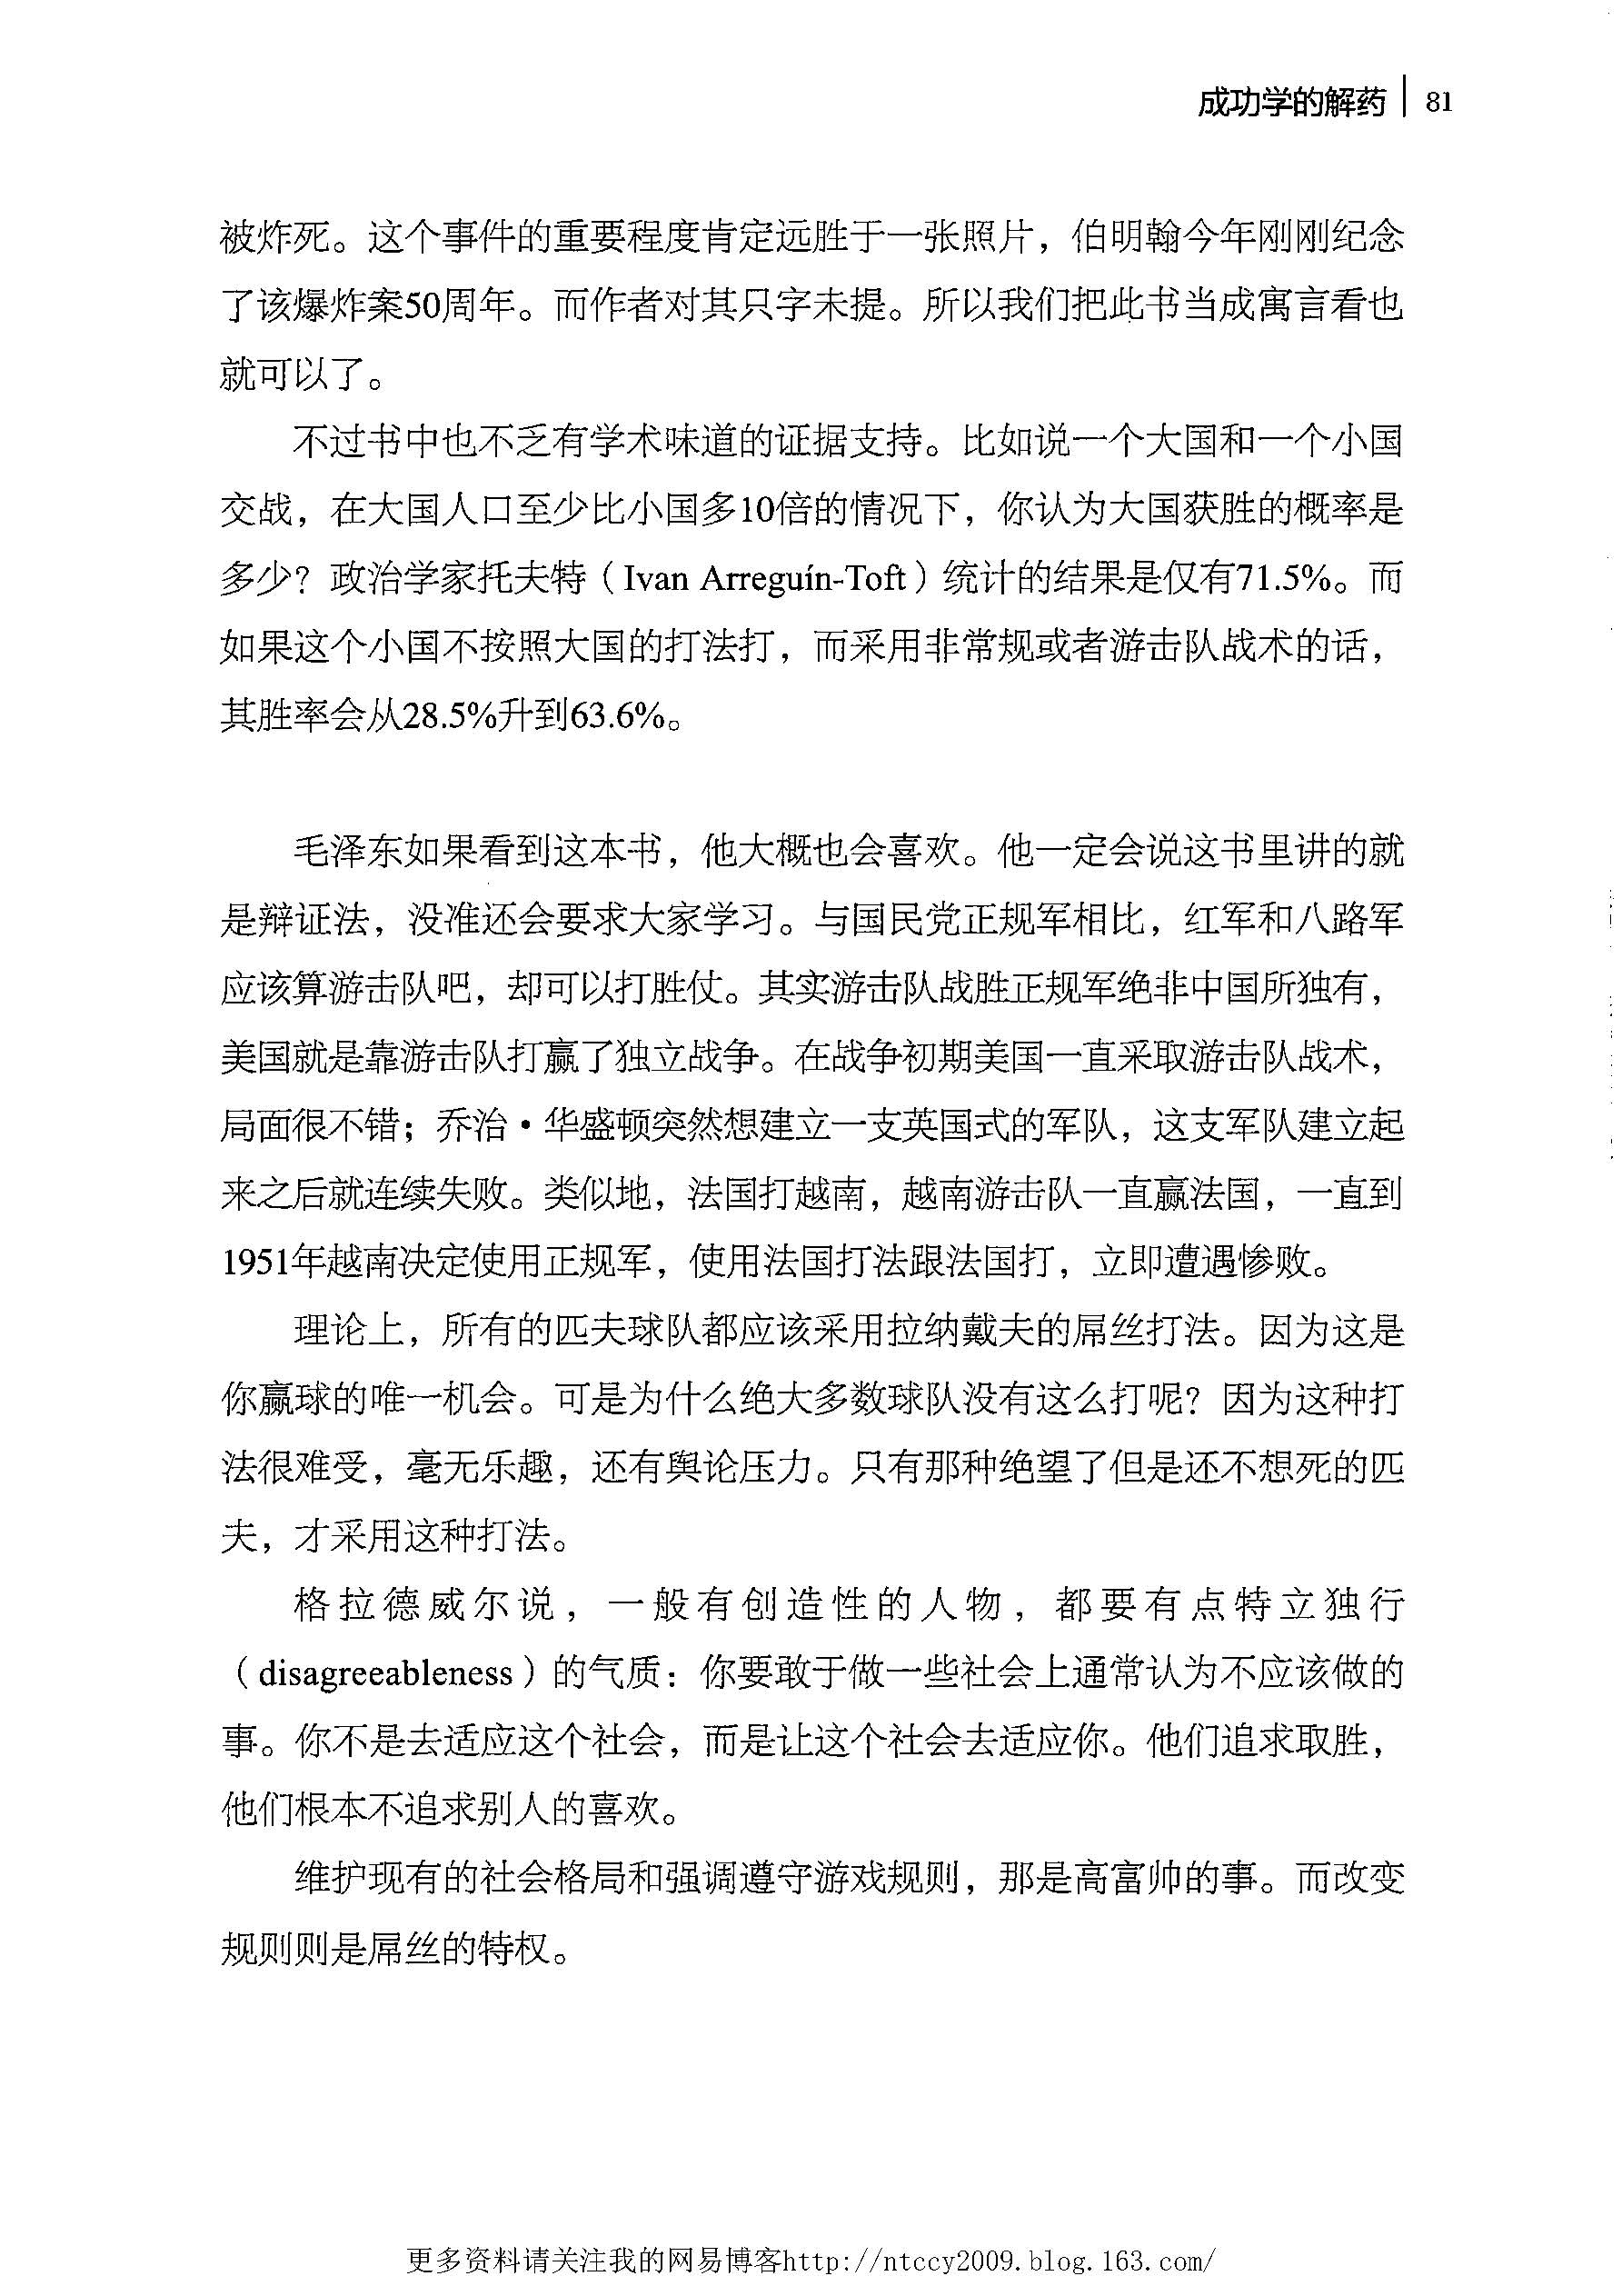 成功学的解药 81
被炸死。这个事件的重要程度肯定远胜于一张照片，伯明翰今年刚刚纪念
了该爆炸案50周年。而作者对其只字未提。所以我们把此书当成寓言看也
就可以了。
不过书中也不乏有学术味道的证据支持。比如说一个大国和一个小国
交战，在大国人口至少比小国多10倍的情况下，你认为大国获胜的概率是
多少？政治学家托夫特（Ivan Arreguín-Toft）统计的结果是仅有71.5%。而
如果这个小国不按照大国的打法打，而采用非常规或者游击队战术的话，
其胜率会从28.5%升到63.6%。
毛泽东如果看到这本书，他大概也会喜欢。他一定会说这书里讲的就
是辩证法，没准还会要求大家学习。与国民党正规军相比，红军和八路军
应该算游击队吧，却可以打胜仗。其实游击队战胜正规军绝非中国所独有，
美国就是靠游击队打赢了独立战争。在战争初期美国一直采取游击队战术，
局面很不错；乔治·华盛顿突然想建立一支英国式的军队，这支军队建立起
来之后就连续失败。类似地，法国打越南，越南游击队一直赢法国，一直到
1951年越南决定使用正规军，使用法国打法跟法国打，立即遭遇惨败。
理论上，所有的匹夫球队都应该采用拉纳戴夫的屌丝打法。因为这是
你赢球的唯一机会。可是为什么绝大多数球队没有这么打呢？因为这种打
法很难受，毫无乐趣，还有舆论压力。只有那种绝望了但是还不想死的匹
夫，才采用这种打法。
格拉德威尔说，一般有创造性的人物，都要有点特立独行
（disagreeableness）的气质：你要敢于做一些社会上通常认为不应该做的
事。你不是去适应这个社会，而是让这个社会去适应你。他们追求取胜，
他们根本不追求别人的喜欢。
维护现有的社会格局和强调遵守游戏规则，那是高富帅的事。而改变
规则则是屌丝的特权。
更多资料请关注我的网易博客http://ntccy2009.blog.163.com/